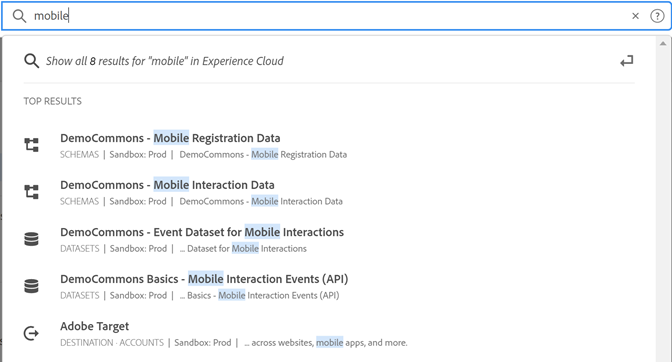 mobile
Show all 8 results for "mobile" in Experience Cloud
TOP RESULTS
DemoCommons - Mobile Registration Data
SCHEMAS | Sandbox: Prod | DemoCommons - Mobile Registration Data
DemoCommons - Mobile Interaction Data
SCHEMAS | Sandbox: Prod | DemoCommons - Mobile Interaction Data
DemoCommons - Event Dataset for Mobile Interactions
DATASETS | Sandbox: Prod | ... Dataset for Mobile Interactions
DemoCommons Basics - Mobile Interaction Events (API)
DATASETS | Sandbox: Prod | ... Basics - Mobile Interaction Events (API)
Adobe Target
DESTINATION · ACCOUNTS | Sandbox: Prod | ... across websites, mobile apps, and more.